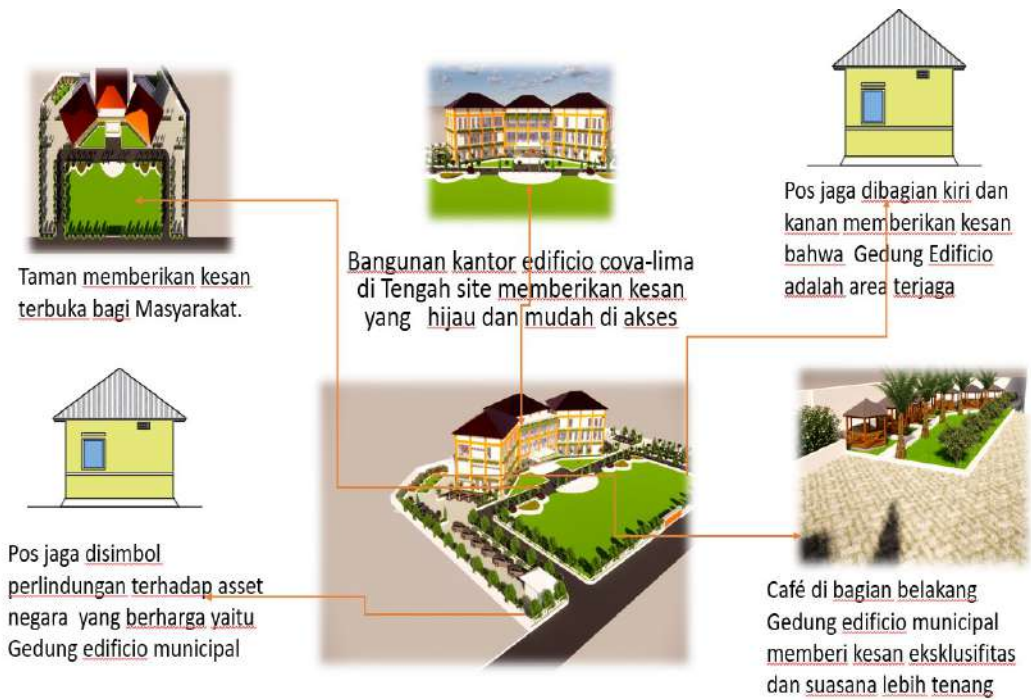 Taman memberikan kesan
terbuka bagi Masyarakat.
Bangunan kantor edificio cova-lima
di Tengah site memberikan kesan
yang hijau dan mudah di akses
Pos jaga dibagian kiri dan
kanan memberikan kesan
bahwa Gedung Edificio
adalah area terjaga
Pos jaga disimbol
perlindungan terhadap asset
negara yang berharga yaitu
Gedung edificio municipal
Café di bagian belakang
Gedung edificio municipal
memberi kesan eksklusifitas
dan suasana lebih tenang